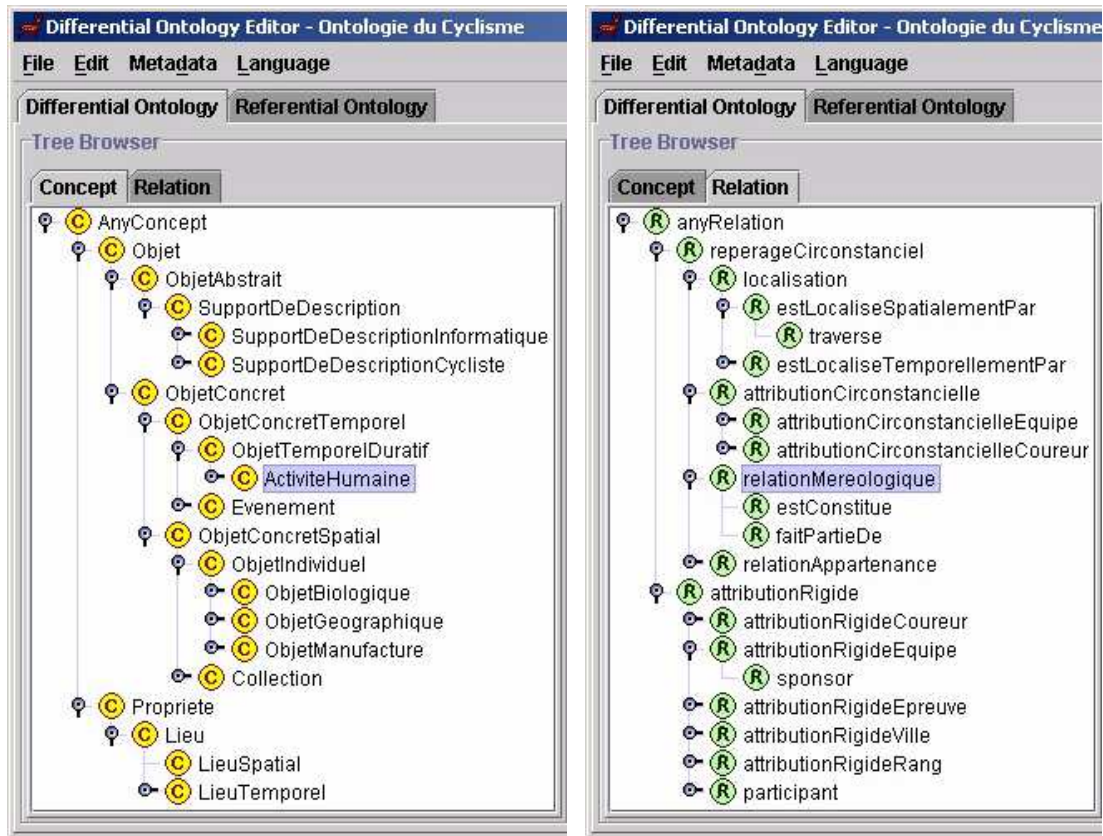 Differential Ontology Editor - Ontologie du Cyclisme
File Edit Metadata Language
Differential Ontology Referential Ontology
Tree Browser
Concept Relation
C AnyConcept
C Objet
C ObjetAbstrait
C SupportDeDescription
C SupportDeDescriptionInformatique
C SupportDeDescriptionCycliste
C ObjetConcret
C ObjetConcretTemporel
C ObjetTemporelDuratif
C ActiviteHumaine
C Evenement
C ObjetConcretSpatial
C ObjetIndividuel
C ObjetBiologique
C ObjetGeographique
C ObjetManufacture
C Collection
C Propriete
C Lieu
C LieuSpatial
C LieuTemporel
Differential Ontology Editor - Ontologie du Cyclisme
File Edit Metadata Language
Differential Ontology Referential Ontology
Tree Browser
Concept Relation
R anyRelation
R reperageCirconstanciel
R localisation
R estLocaliseSpatialementPar
R traverse
R estLocaliseTemporellementPar
R attributionCirconstancielle
R attributionCirconstancielleEquipe
R attributionCirconstancielleCoureur
R relationMereologique
R estConstitue
R faitPartieDe
R relationAppartenance
R attributionRigide
R attributionRigideCoureur
R attributionRigideEquipe
R sponsor
R attributionRigideEpreuve
R attributionRigideVille
R attributionRigideRang
R participant